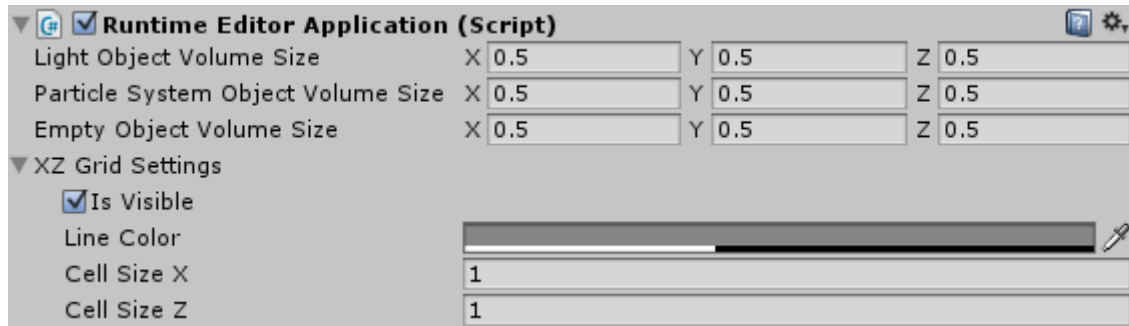 Runtime Editor Application (Script)
Light Object Volume Size X 0.5 Y 0.5 Z 0.5
Particle System Object Volume Size X 0.5 Y 0.5 Z 0.5
Empty Object Volume Size X 0.5 Y 0.5 Z 0.5
XZ Grid Settings
Is Visible
Line Color
Cell Size X 1
Cell Size Z 1